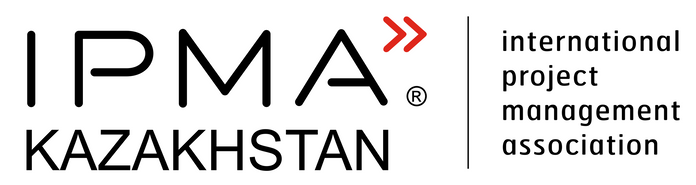 IPMA®
KAZAKHSTAN
international
project
management
association